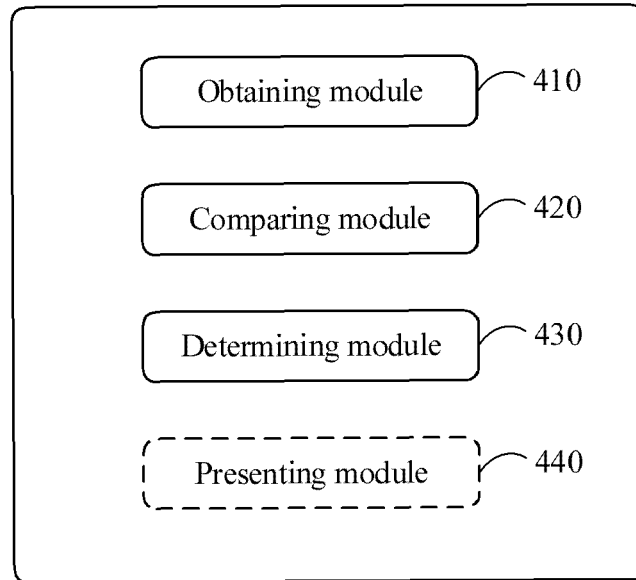 Obtaining module 410
Comparing module 420
Determining module 430
Presenting module 440